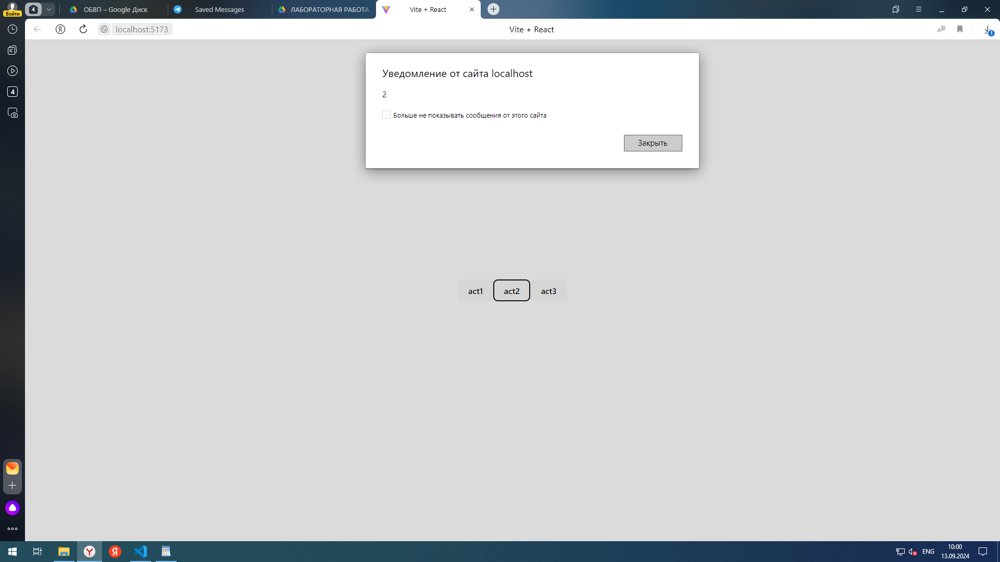 4
ОБВП – Google Диск
Saved Messages
ЛАБОРАТОРНАЯ РАБОТА
Vite + React
Войти
Я
localhost:5173
Vite + React
1
4
Уведомление от сайта localhost
2
Больше не показывать сообщения от этого сайта
Закрыть
act1
act2
act3
Я
ENG
10:00
13.09.2024